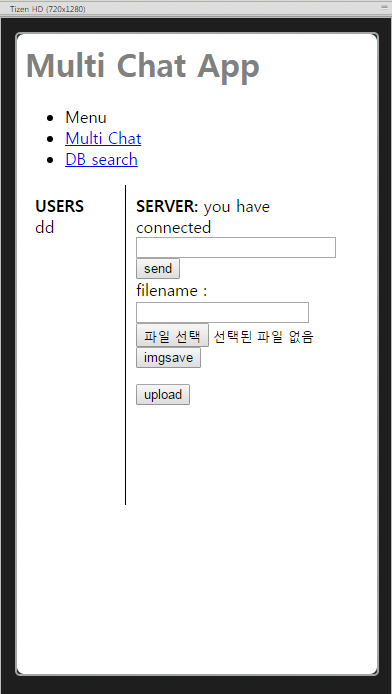 Tizen HD (720x1280)
Multi Chat App
Menu
Multi Chat
DB search
USERS
dd
SERVER: you have
connected
send
filename :
파일 선택 선택된 파일 없음
imgsave
upload